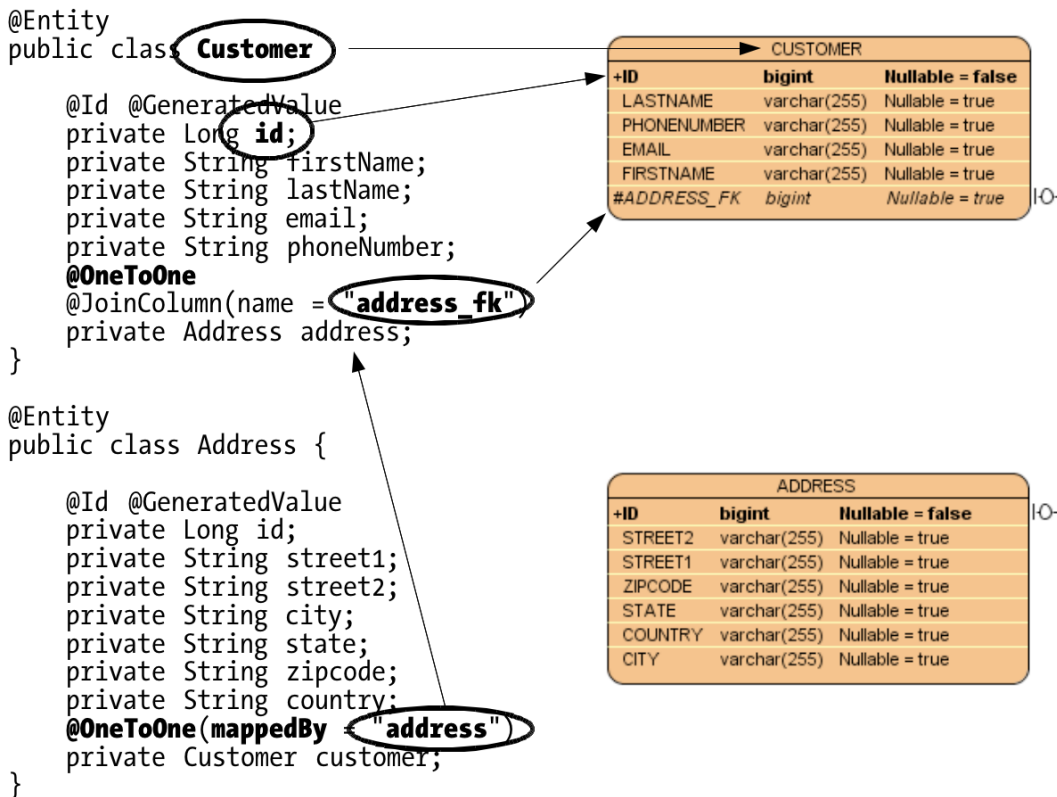 @Entity
public class Customer
@Id @GeneratedValue
private Long id;
private String firstName;
private String lastName;
private String email;
private String phoneNumber;
@OneToOne
@JoinColumn(name = "address_fk")
private Address address;
}
@Entity
public class Address {
@Id @GeneratedValue
private Long id;
private String street1;
private String street2;
private String city;
private String state;
private String zipcode;
private String country;
@OneToOne(mappedBy = "address")
private Customer customer;
}
CUSTOMER
+ID bigint Nullable = false
LASTNAME varchar(255) Nullable = true
PHONENUMBER varchar(255) Nullable = true
EMAIL varchar(255) Nullable = true
FIRSTNAME varchar(255) Nullable = true
#ADDRESS_FK bigint Nullable = true
ADDRESS
+ID bigint Nullable = false
STREET2 varchar(255) Nullable = true
STREET1 varchar(255) Nullable = true
ZIPCODE varchar(255) Nullable = true
STATE varchar(255) Nullable = true
COUNTRY varchar(255) Nullable = true
CITY varchar(255) Nullable = true